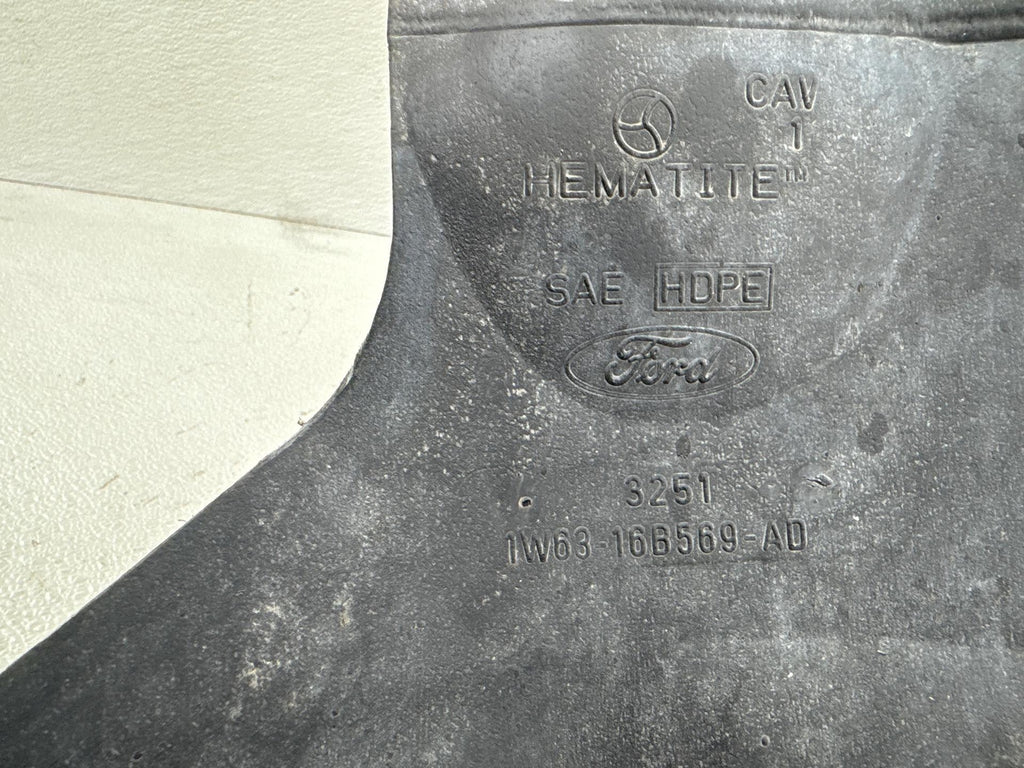 CAV
1
HEMATITE™
SAE HDPE
Ford
3251
1W63-16B569-AD